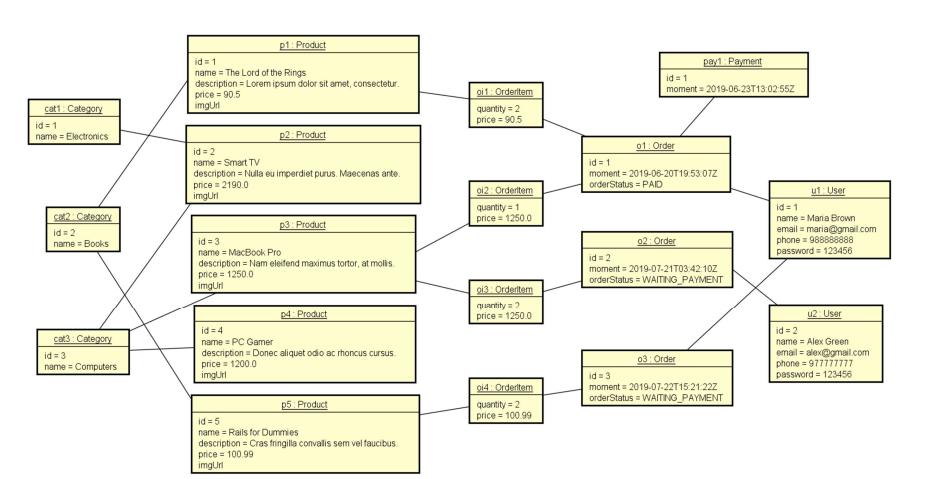 cat1 : Category
id = 1
name = Electronics
cat2 : Category
id = 2
name = Books
cat3 : Category
id = 3
name = Computers
p1 : Product
id = 1
name = The Lord of the Rings
description = Lorem ipsum dolor sit amet, consectetur.
price = 90.5
imgUrl
p2 : Product
id = 2
name = Smart TV
description = Nulla eu imperdiet purus. Maecenas ante.
price = 2190.0
imgUrl
p3 : Product
id = 3
name = MacBook Pro
description = Nam eleifend maximus tortor, at mollis.
price = 1250.0
imgUrl
p4 : Product
id = 4
name = PC Gamer
description = Donec aliquet odio ac rhoncus cursus.
price = 1200.0
imgUrl
p5 : Product
id = 5
name = Rails for Dummies
description = Cras fringilla convallis sem vel faucibus.
price = 100.99
imgUrl
oi1 : OrderItem
quantity = 2
price = 90.5
oi2 : OrderItem
quantity = 1
price = 1250.0
oi3 : OrderItem
quantity = 2
price = 1250.0
oi4 : OrderItem
quantity = 2
price = 100.99
pay1 : Payment
id = 1
moment = 2019-06-23T13:02:55Z
o1 : Order
id = 1
moment = 2019-06-20T19:53:07Z
orderStatus = PAID
o2 : Order
id = 2
moment = 2019-07-21T03:42:10Z
orderStatus = WAITING_PAYMENT
o3 : Order
id = 3
moment = 2019-07-22T15:21:22Z
orderStatus = WAITING_PAYMENT
u1 : User
id = 1
name = Maria Brown
email = maria@gmail.com
phone = 988888888
password = 123456
u2 : User
id = 2
name = Alex Green
email = alex@gmail.com
phone = 977777777
password = 123456